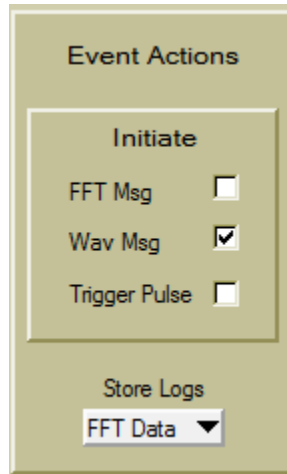 Event Actions
Initiate
FFT Msg
Wav Msg
Trigger Pulse
Store Logs
FFT Data